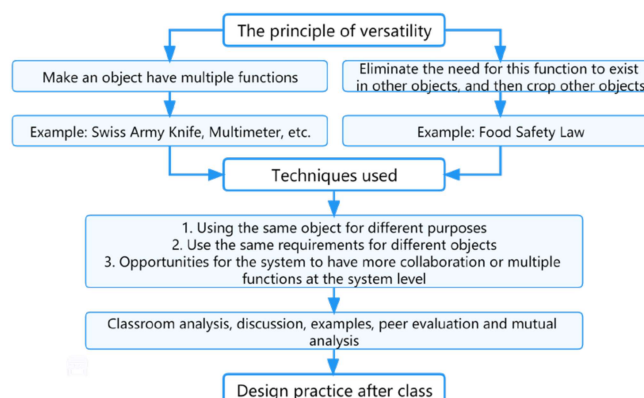 The principle of versatility
Make an object have multiple functions
Eliminate the need for this function to exist
in other objects, and then crop other objects
Example: Swiss Army Knife, Multimeter, etc.
Example: Food Safety Law
Techniques used
1. Using the same object for different purposes
2. Use the same requirements for different objects
3. Opportunities for the system to have more collaboration or multiple
functions at the system level
Classroom analysis, discussion, examples, peer evaluation and mutual
analysis
Design practice after class